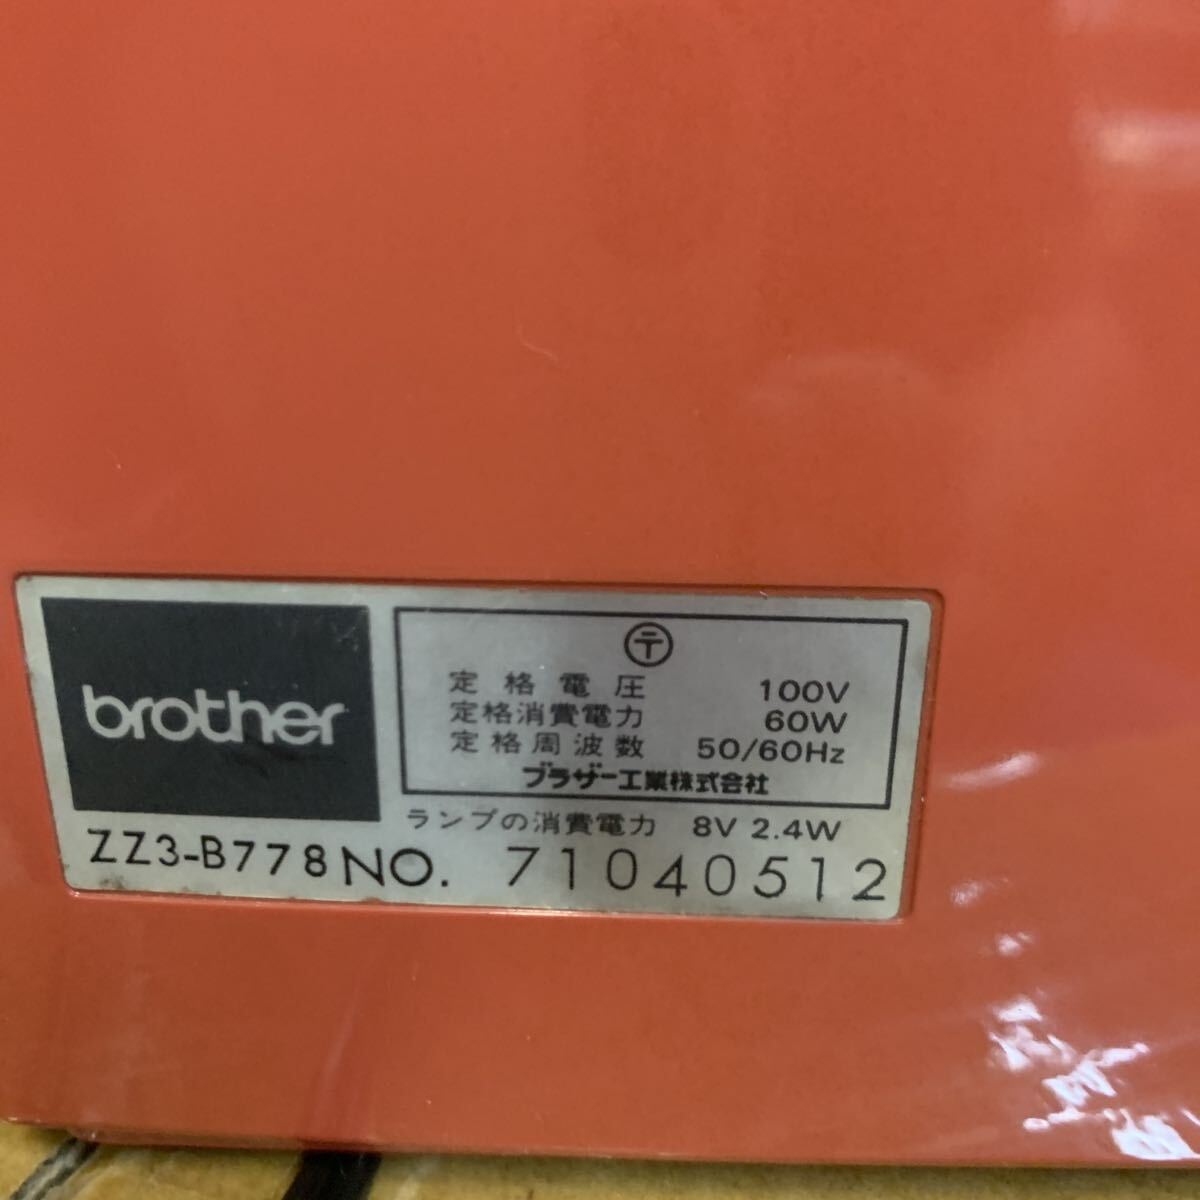 brother
〒
定格電圧 100V
定格消費電力 60W
定格周波数 50/60Hz
ブラザー工業株式会社
ランプの消費電力 8V 2.4W
ZZ3-B778 NO. 71040512